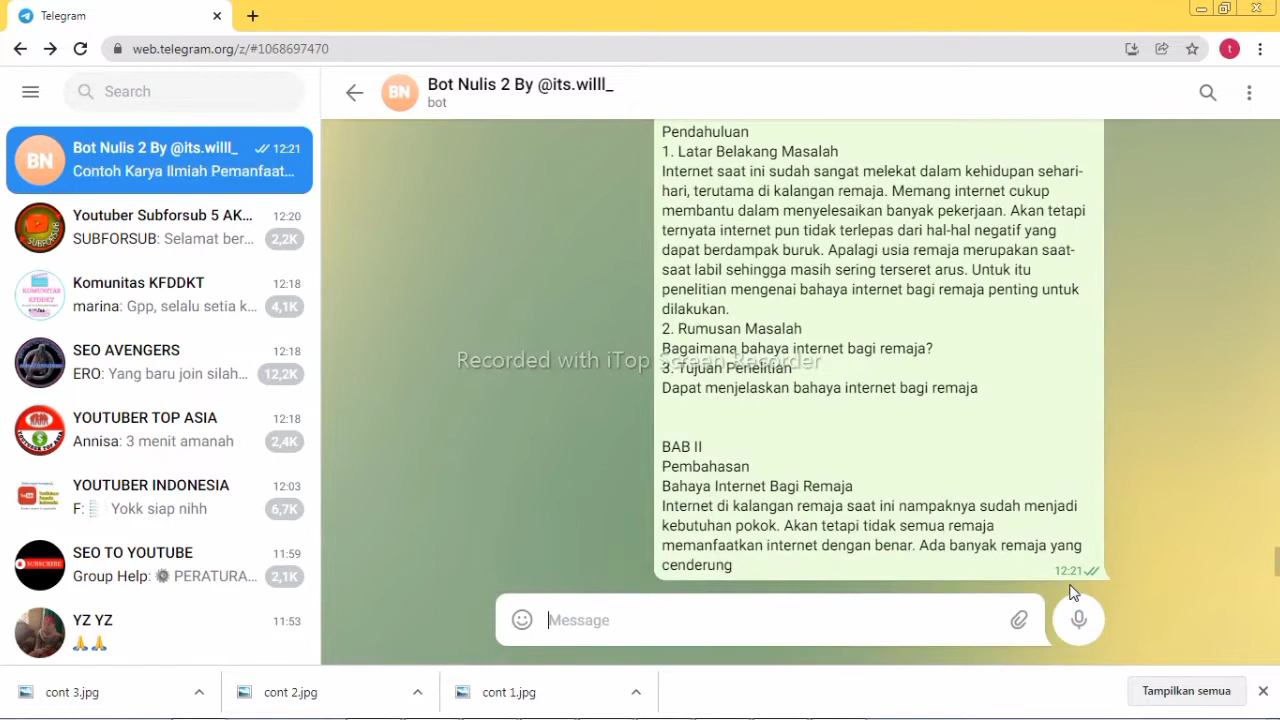 Telegram
web.telegram.org/z/#1068697470
t
Search
BN
Bot Nulis 2 By @its.willl_
bot
BN
Bot Nulis 2 By @its.willl_
12:21
Contoh Karya Ilmiah Pemanfaat...
Youtuber Subforsub 5 AK...
12:20
SUBFORSUB: Selamat ber...
2,2K
Komunitas KFDDKT
12:18
marina: Gpp, selalu setia k...
4,1K
SEO AVENGERS
12:18
ERO: Yang baru join silah...
12,2K
YOUTUBER TOP ASIA
12:18
Annisa: 3 menit amanah
2,4K
YOUTUBER INDONESIA
12:03
F: Yokk siap nihh
6,7K
SEO TO YOUTUBE
11:59
Group Help: PERATURA...
2,1K
YZ YZ
11:53
Pendahuluan
1. Latar Belakang Masalah
Internet saat ini sudah sangat melekat dalam kehidupan sehari-
hari, terutama di kalangan remaja. Memang internet cukup
membantu dalam menyelesaikan banyak pekerjaan. Akan tetapi
ternyata internet pun tidak terlepas dari hal-hal negatif yang
dapat berdampak buruk. Apalagi usia remaja merupakan saat-
saat labil sehingga masih sering terseret arus. Untuk itu
penelitian mengenai bahaya internet bagi remaja penting untuk
dilakukan.
2. Rumusan Masalah
Bagaimana bahaya internet bagi remaja?
Recorded with iTop Screen Recorder
3. Tujuan Penelitian
Dapat menjelaskan bahaya internet bagi remaja
BAB II
Pembahasan
Bahaya Internet Bagi Remaja
Internet di kalangan remaja saat ini nampaknya sudah menjadi
kebutuhan pokok. Akan tetapi tidak semua remaja
memanfaatkan internet dengan benar. Ada banyak remaja yang
cenderung
12:21
Message
cont 3.jpg
cont 2.jpg
cont 1.jpg
Tampilkan semua